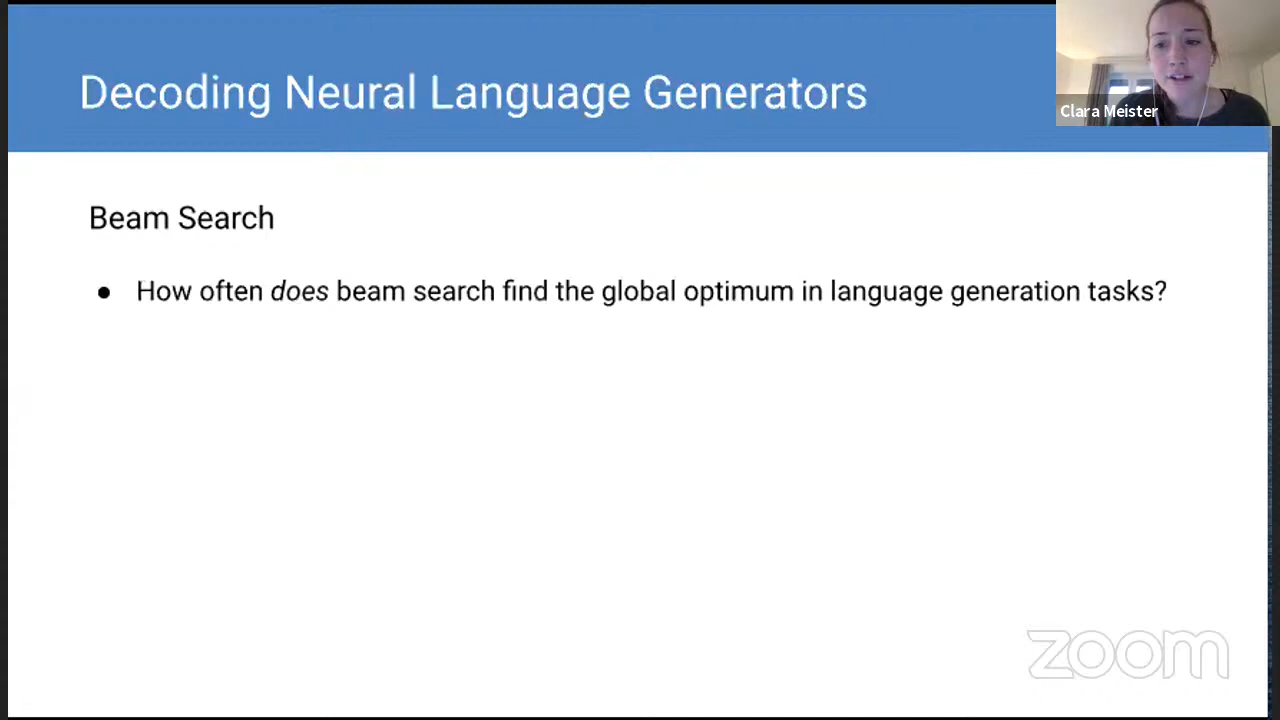 Decoding Neural Language Generators
Clara Meister
Beam Search
● How often does beam search find the global optimum in language generation tasks?
zoom